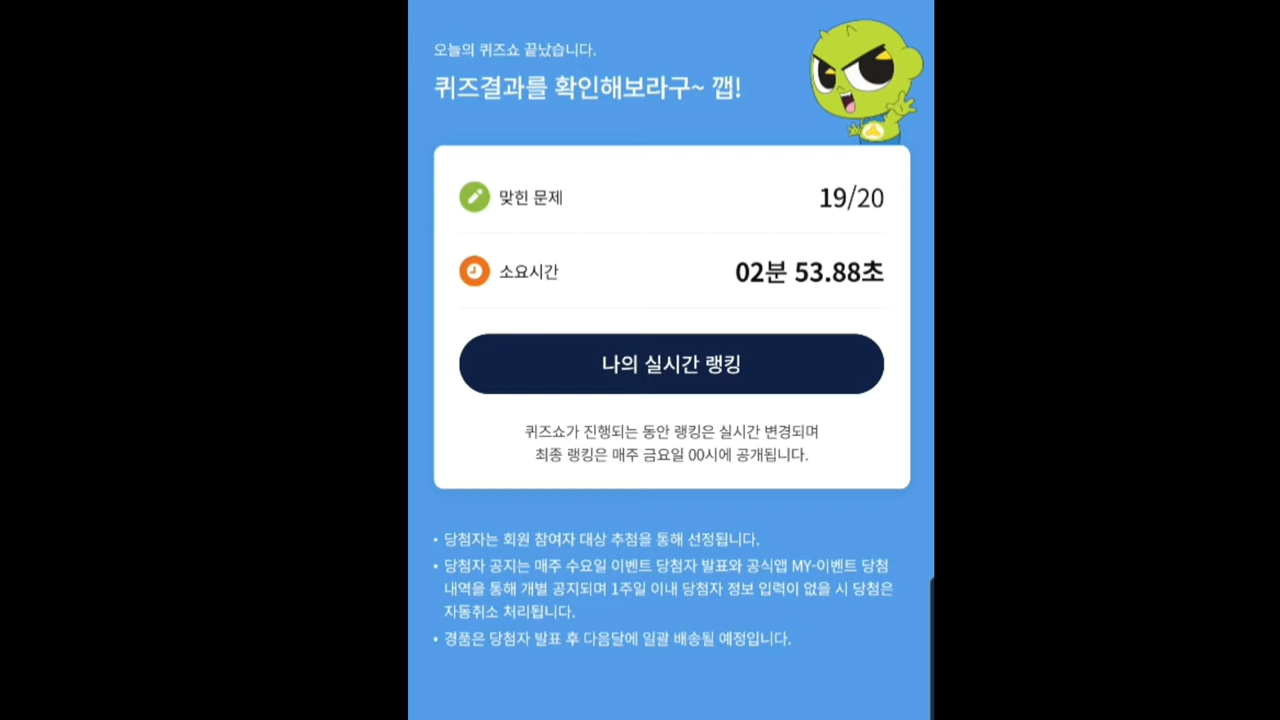 오늘의 퀴즈쇼 끝났습니다.
퀴즈결과를 확인해보라구~ 깹!
맞힌 문제
19/20
소요시간
02분 53.88초
나의 실시간 랭킹
퀴즈쇼가 진행되는 동안 랭킹은 실시간 변경되며
최종 랭킹은 매주 금요일 00시에 공개됩니다.
• 당첨자는 회원 참여자 대상 추첨을 통해 선정됩니다.
• 당첨자 공지는 매주 수요일 이벤트 당첨자 발표와 공식앱 MY-이벤트 당첨
내역을 통해 개별 공지되며 1주일 이내 당첨자 정보 입력이 없을 시 당첨은
자동취소 처리됩니다.
• 경품은 당첨자 발표 후 다음달에 일괄 배송될 예정입니다.